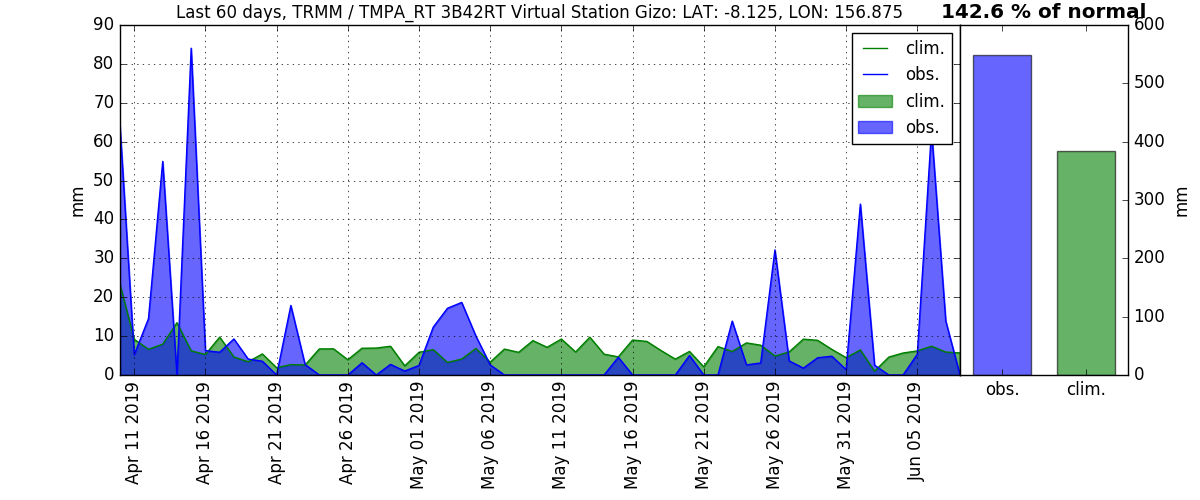 Last 60 days, TRMM / TMPA_RT 3B42RT Virtual Station Gizo: LAT: -8.125, LON: 156.875
142.6 % of normal
90
80
70
60
50
40
30
20
10
0
mm
clim.
obs.
clim.
obs.
Apr 11 2019
Apr 16 2019
Apr 21 2019
Apr 26 2019
May 01 2019
May 06 2019
May 11 2019
May 16 2019
May 21 2019
May 26 2019
May 31 2019
Jun 05 2019
600
500
400
300
200
100
0
mm
obs.
clim.